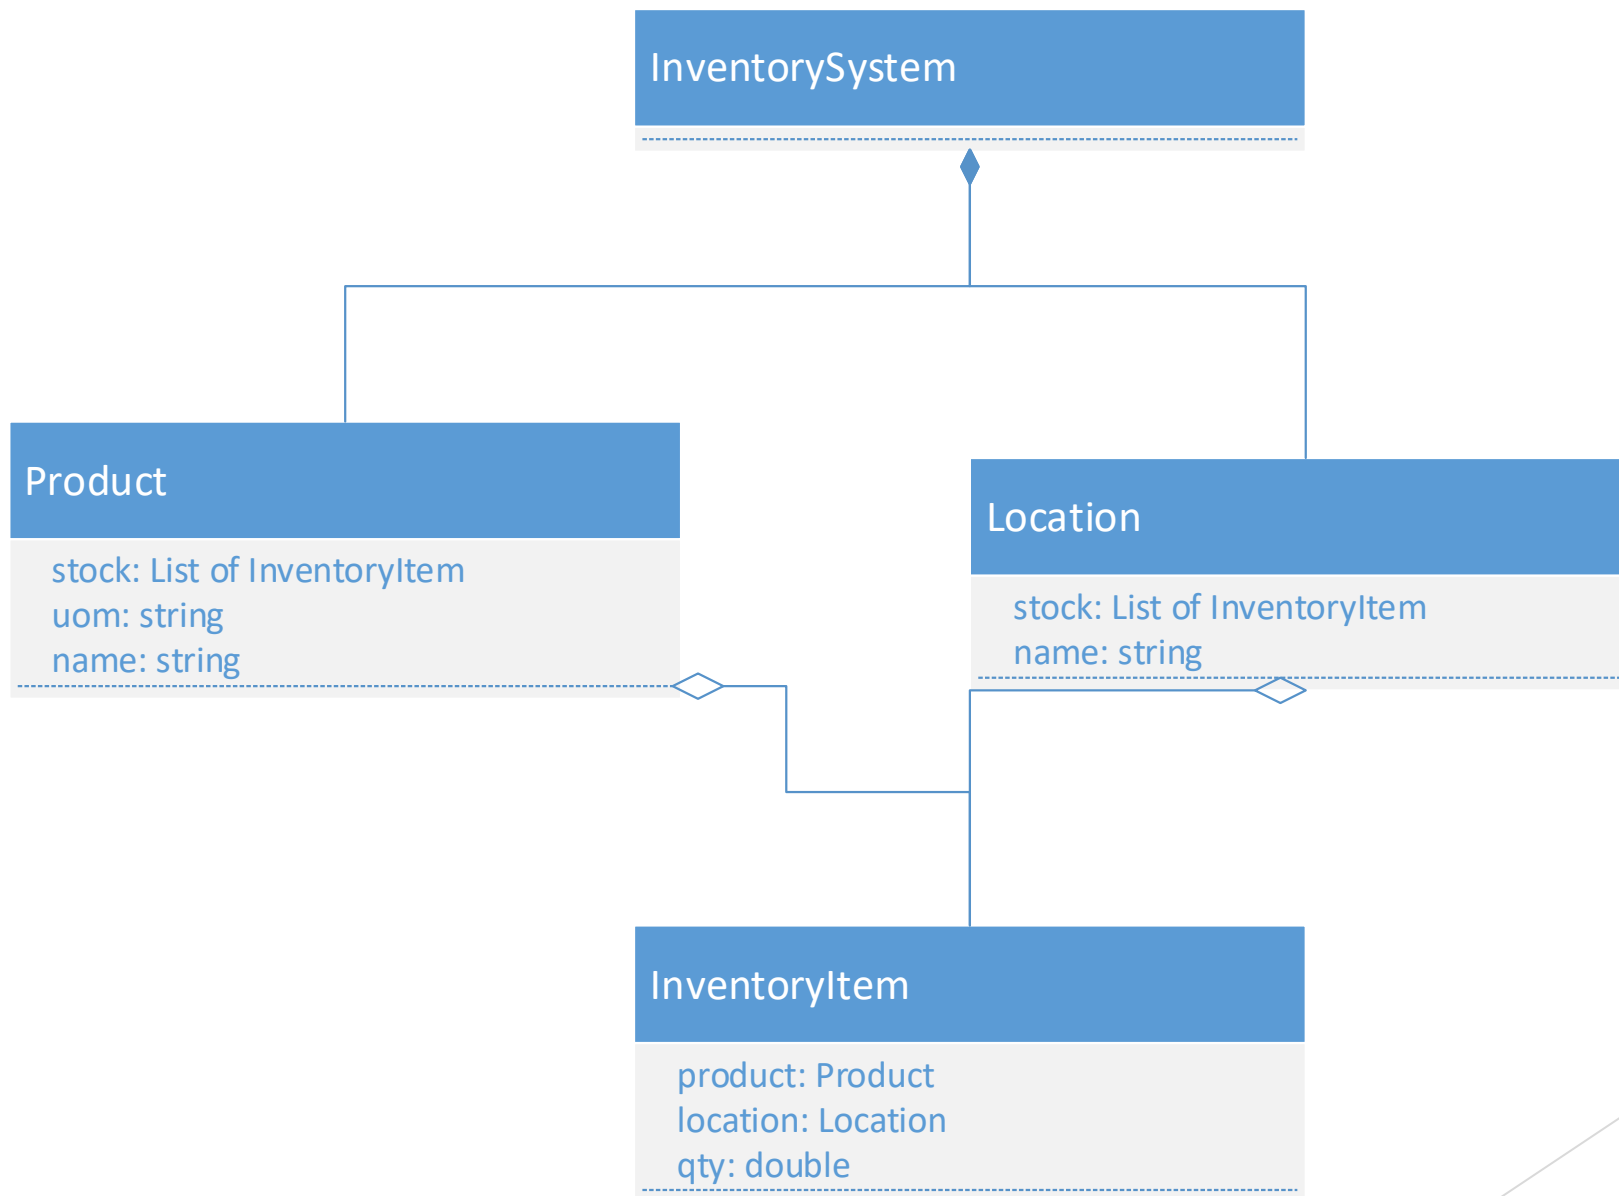 InventorySystem
Product
stock: List of InventoryItem
uom: string
name: string
Location
stock: List of InventoryItem
name: string
InventoryItem
product: Product
location: Location
qty: double